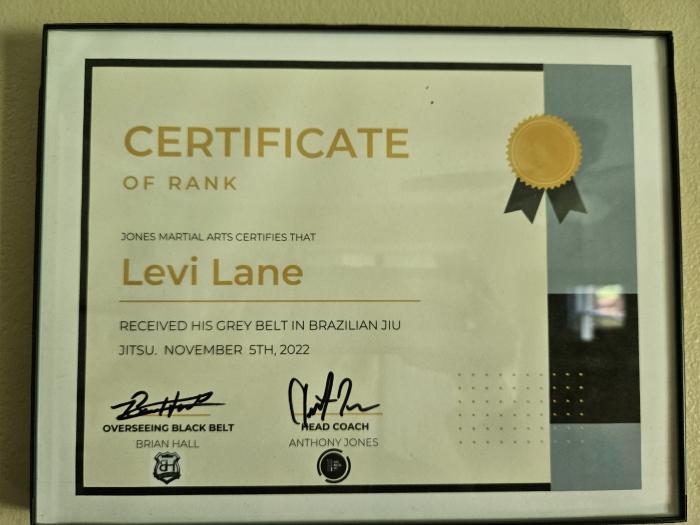 CERTIFICATE
OF RANK
JONES MARTIAL ARTS CERTIFIES THAT
Levi Lane
RECEIVED HIS GREY BELT IN BRAZILIAN JIU
JITSU. NOVEMBER 5TH, 2022
OVERSEEING BLACK BELT
HEAD COACH
BRIAN HALL
ANTHONY JONES
BH